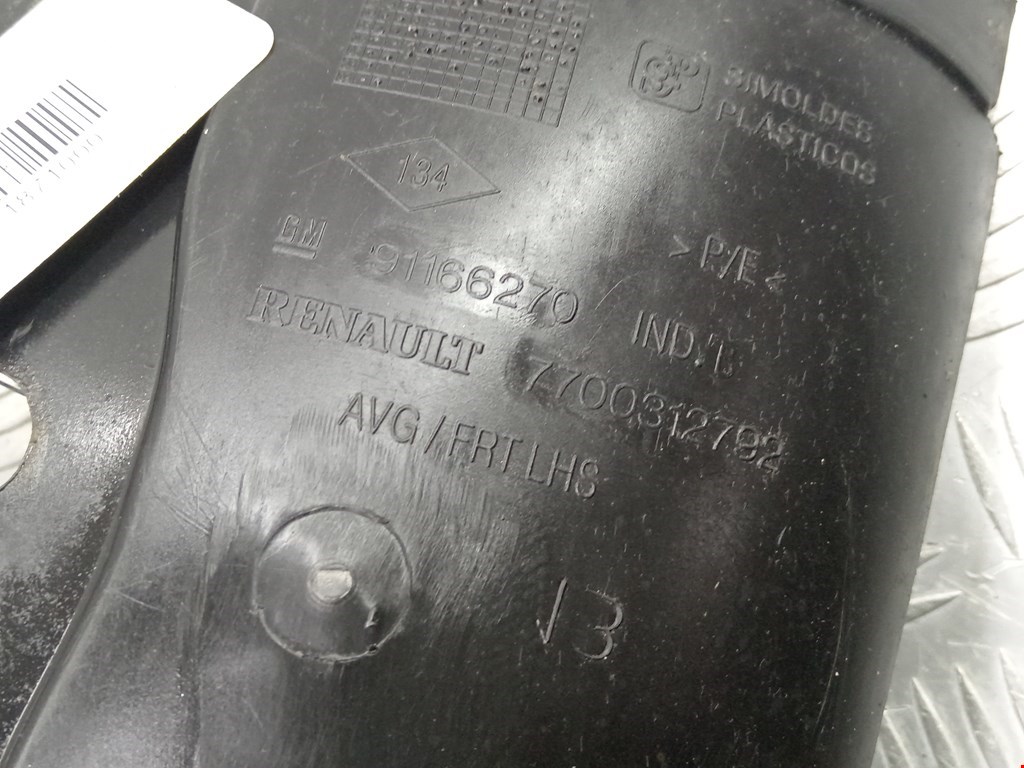 SIMOLDES
PLASTICOS
134
> P/E <
GM 91166270 IND.T:
RENAULT 7700312792
AVG/FRT LHS
13